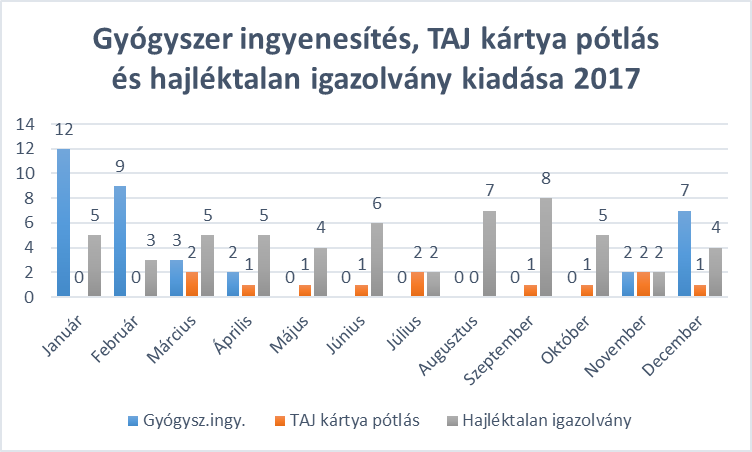 Gyógyszer ingyenesítés, TAJ kártya pótlás
és hajléktalan igazolvány kiadása 2017
14
12
10
8
6
4
2
0
12 0 5
9 0 3
3 2 5
2 1 5
0 1 4
0 1 6
0 2 2
0 0 7
0 1 8
0 1 5
2 2 2
7 1 4
Január
Február
Március
Április
Május
Június
Július
Augusztus
Szeptember
Október
November
December
Gyógysz.ingy. TAJ kártya pótlás Hajléktalan igazolvány